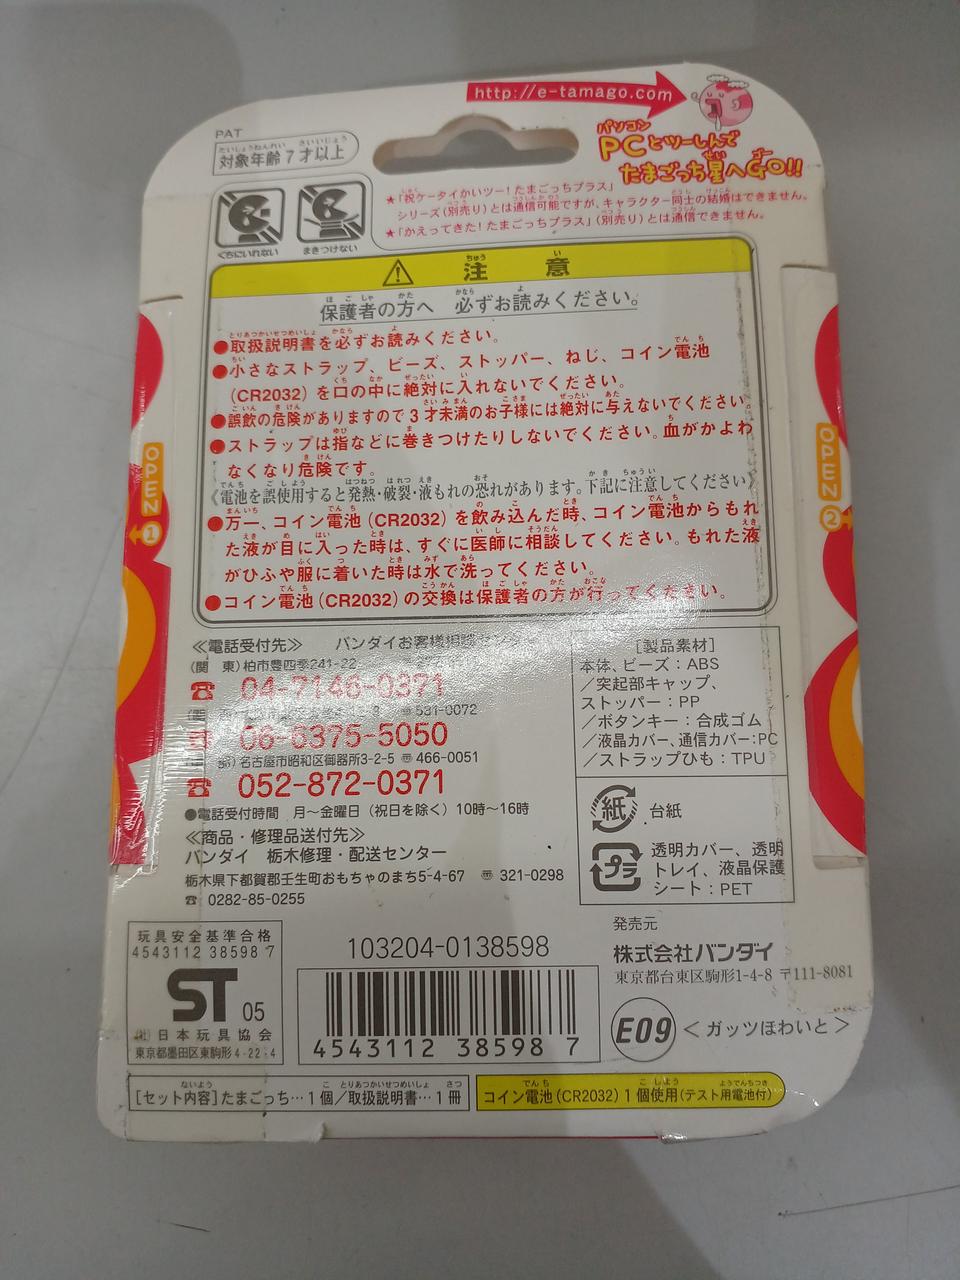 http://e-tamago.com
PCとツーしんで
たまごっち星へGO!!
PAT
対象年齢7才以上
くちにいれない
まきつけない
★「祝ケータイかいツー!たまごっちプラス」
シリーズ(別売り)とは通信可能ですが、キャラクター同士の結婚はできません。
★「かえってきた!たまごっちプラス」(別売り)とは通信できません。
注意
保護者の方へ 必ずお読みください。
●取扱説明書を必ずお読みください。
●小さなストラップ、ビーズ、ストッパー、ねじ、コイン電池
(CR2032)を口の中に絶対に入れないでください。
●誤飲の危険がありますので3才未満のお子様には絶対に与えないでください。
●ストラップは指などに巻きつけたりしないでください。血がかよわ
なくなり危険です。
《電池を誤使用すると発熱・破裂・液もれの恐れがあります。下記に注意してください》
●万一、コイン電池(CR2032)を飲み込んだ時、コイン電池からもれ
た液が目に入った時は、すぐに医師に相談してください。もれた液
がひふや服に着いた時は水で洗ってください。
●コイン電池(CR2032)の交換は保護者の方が行ってください。
OPEN
1
OPEN
2
≪電話受付先≫ バンダイお客様相談センター
(関 東)柏市豊四季241-22
☎ 04-7146-0371
〠531-0072
06-6375-5050
名古屋市昭和区御器所3-2-5 〠466-0051
☎ 052-872-0371
●電話受付時間 月~金曜日(祝日を除く)10時~16時
≪商品・修理品送付先≫
バンダイ 栃木修理・配送センター
栃木県下都賀郡壬生町おもちゃのまち5-4-67 〠321-0298
☎ 0282-85-0255
[製品素材]
本体、ビーズ:ABS
/突起部キャップ、
ストッパー:PP
/ボタンキー:合成ゴム
/液晶カバー、通信カバー:PC
/ストラップひも:TPU
紙
台紙
プラ
透明カバー、透明
トレイ、液晶保護
シート:PET
発売元
株式会社バンダイ
東京都台東区駒形1-4-8 〒111-8081
玩具安全基準合格
4543112 38598 7
ST 05
(社)日本玩具協会
東京都墨田区東駒形4-22-4
103204-0138598
4543112 38598 7
E09
<ガッツほわいと>
[セット内容]たまごっち…1個/取扱説明書…1冊
コイン電池(CR2032)1個使用(テスト用電池付)